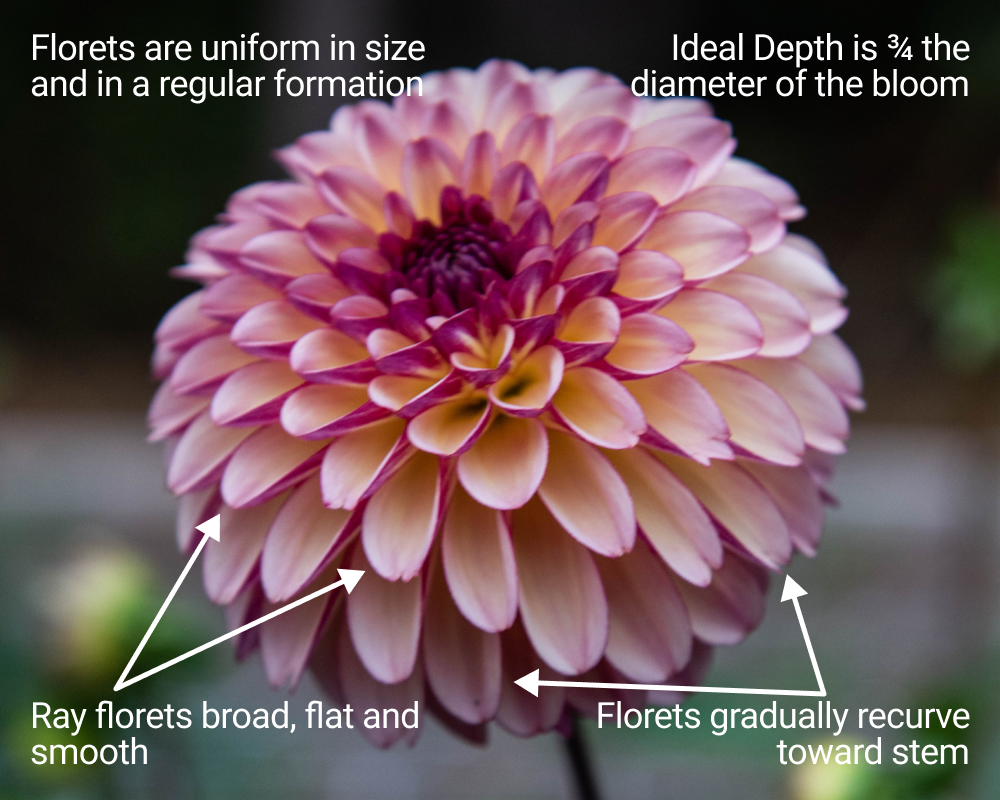 Florets are uniform in size
and in a regular formation
Ideal Depth is ¾ the
diameter of the bloom
Ray florets broad, flat and
smooth
Florets gradually recurve
toward stem